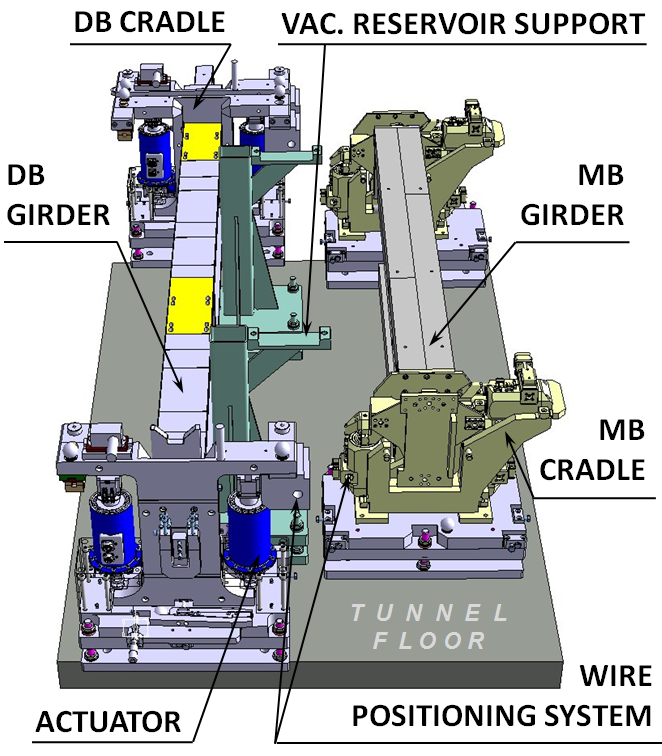 DB CRADLE
VAC. RESERVOIR SUPPORT
DB
GIRDER
MB
GIRDER
MB
CRADLE
TUNNEL
FLOOR
WIRE
POSITIONING SYSTEM
ACTUATOR